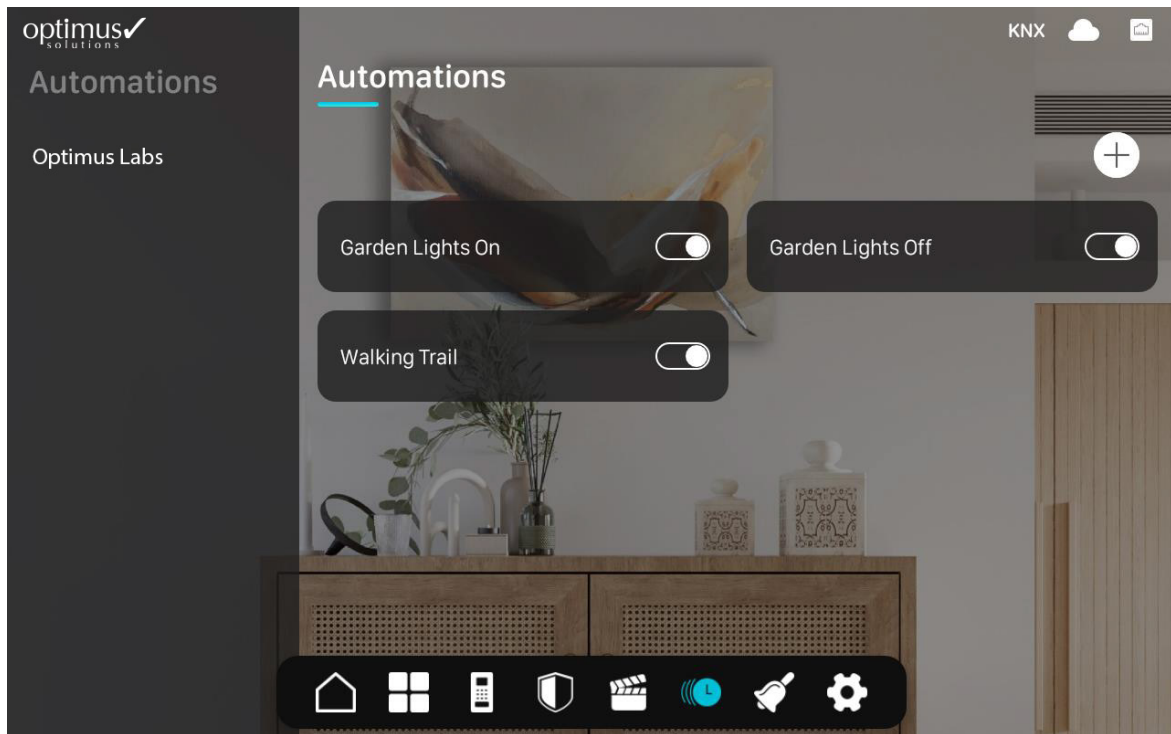 optimus✓
solutions
KNX
Automations
Automations
Optimus Labs
Garden Lights On
Garden Lights Off
Walking Trail